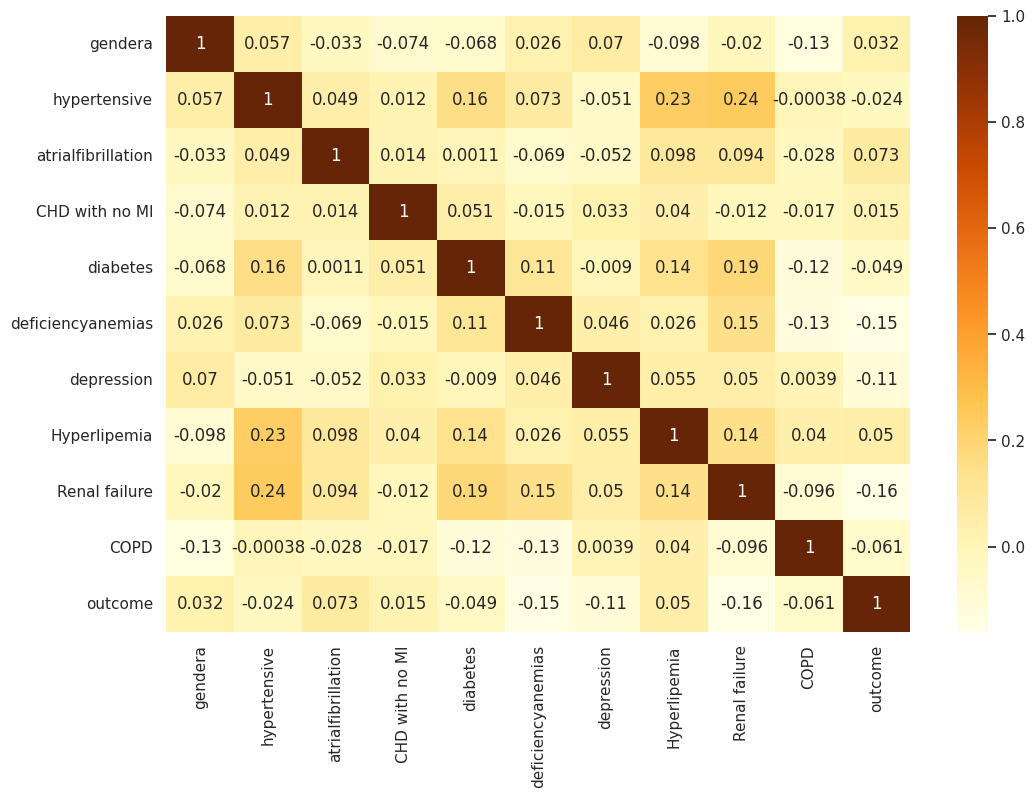 gendera 1 0.057 -0.033 -0.074 -0.068 0.026 0.07 -0.098 -0.02 -0.13 0.032
hypertensive 0.057 1 0.049 0.012 0.16 0.073 -0.051 0.23 0.24 -0.00038 -0.024
atrialfibrillation -0.033 0.049 1 0.014 0.0011 -0.069 -0.052 0.098 0.094 -0.028 0.073
CHD with no MI -0.074 0.012 0.014 1 0.051 -0.015 0.033 0.04 -0.012 -0.017 0.015
diabetes -0.068 0.16 0.0011 0.051 1 0.11 -0.009 0.14 0.19 -0.12 -0.049
deficiencyanemias 0.026 0.073 -0.069 -0.015 0.11 1 0.046 0.026 0.15 -0.13 -0.15
depression 0.07 -0.051 -0.052 0.033 -0.009 0.046 1 0.055 0.05 0.0039 -0.11
Hyperlipemia -0.098 0.23 0.098 0.04 0.14 0.026 0.055 1 0.14 0.04 0.05
Renal failure -0.02 0.24 0.094 -0.012 0.19 0.15 0.05 0.14 1 -0.096 -0.16
COPD -0.13 -0.00038 -0.028 -0.017 -0.12 -0.13 0.0039 0.04 -0.096 1 -0.061
outcome 0.032 -0.024 0.073 0.015 -0.049 -0.15 -0.11 0.05 -0.16 -0.061 1
gendera
hypertensive
atrialfibrillation
CHD with no MI
diabetes
deficiencyanemias
depression
Hyperlipemia
Renal failure
COPD
outcome
1.0
0.8
0.6
0.4
0.2
0.0